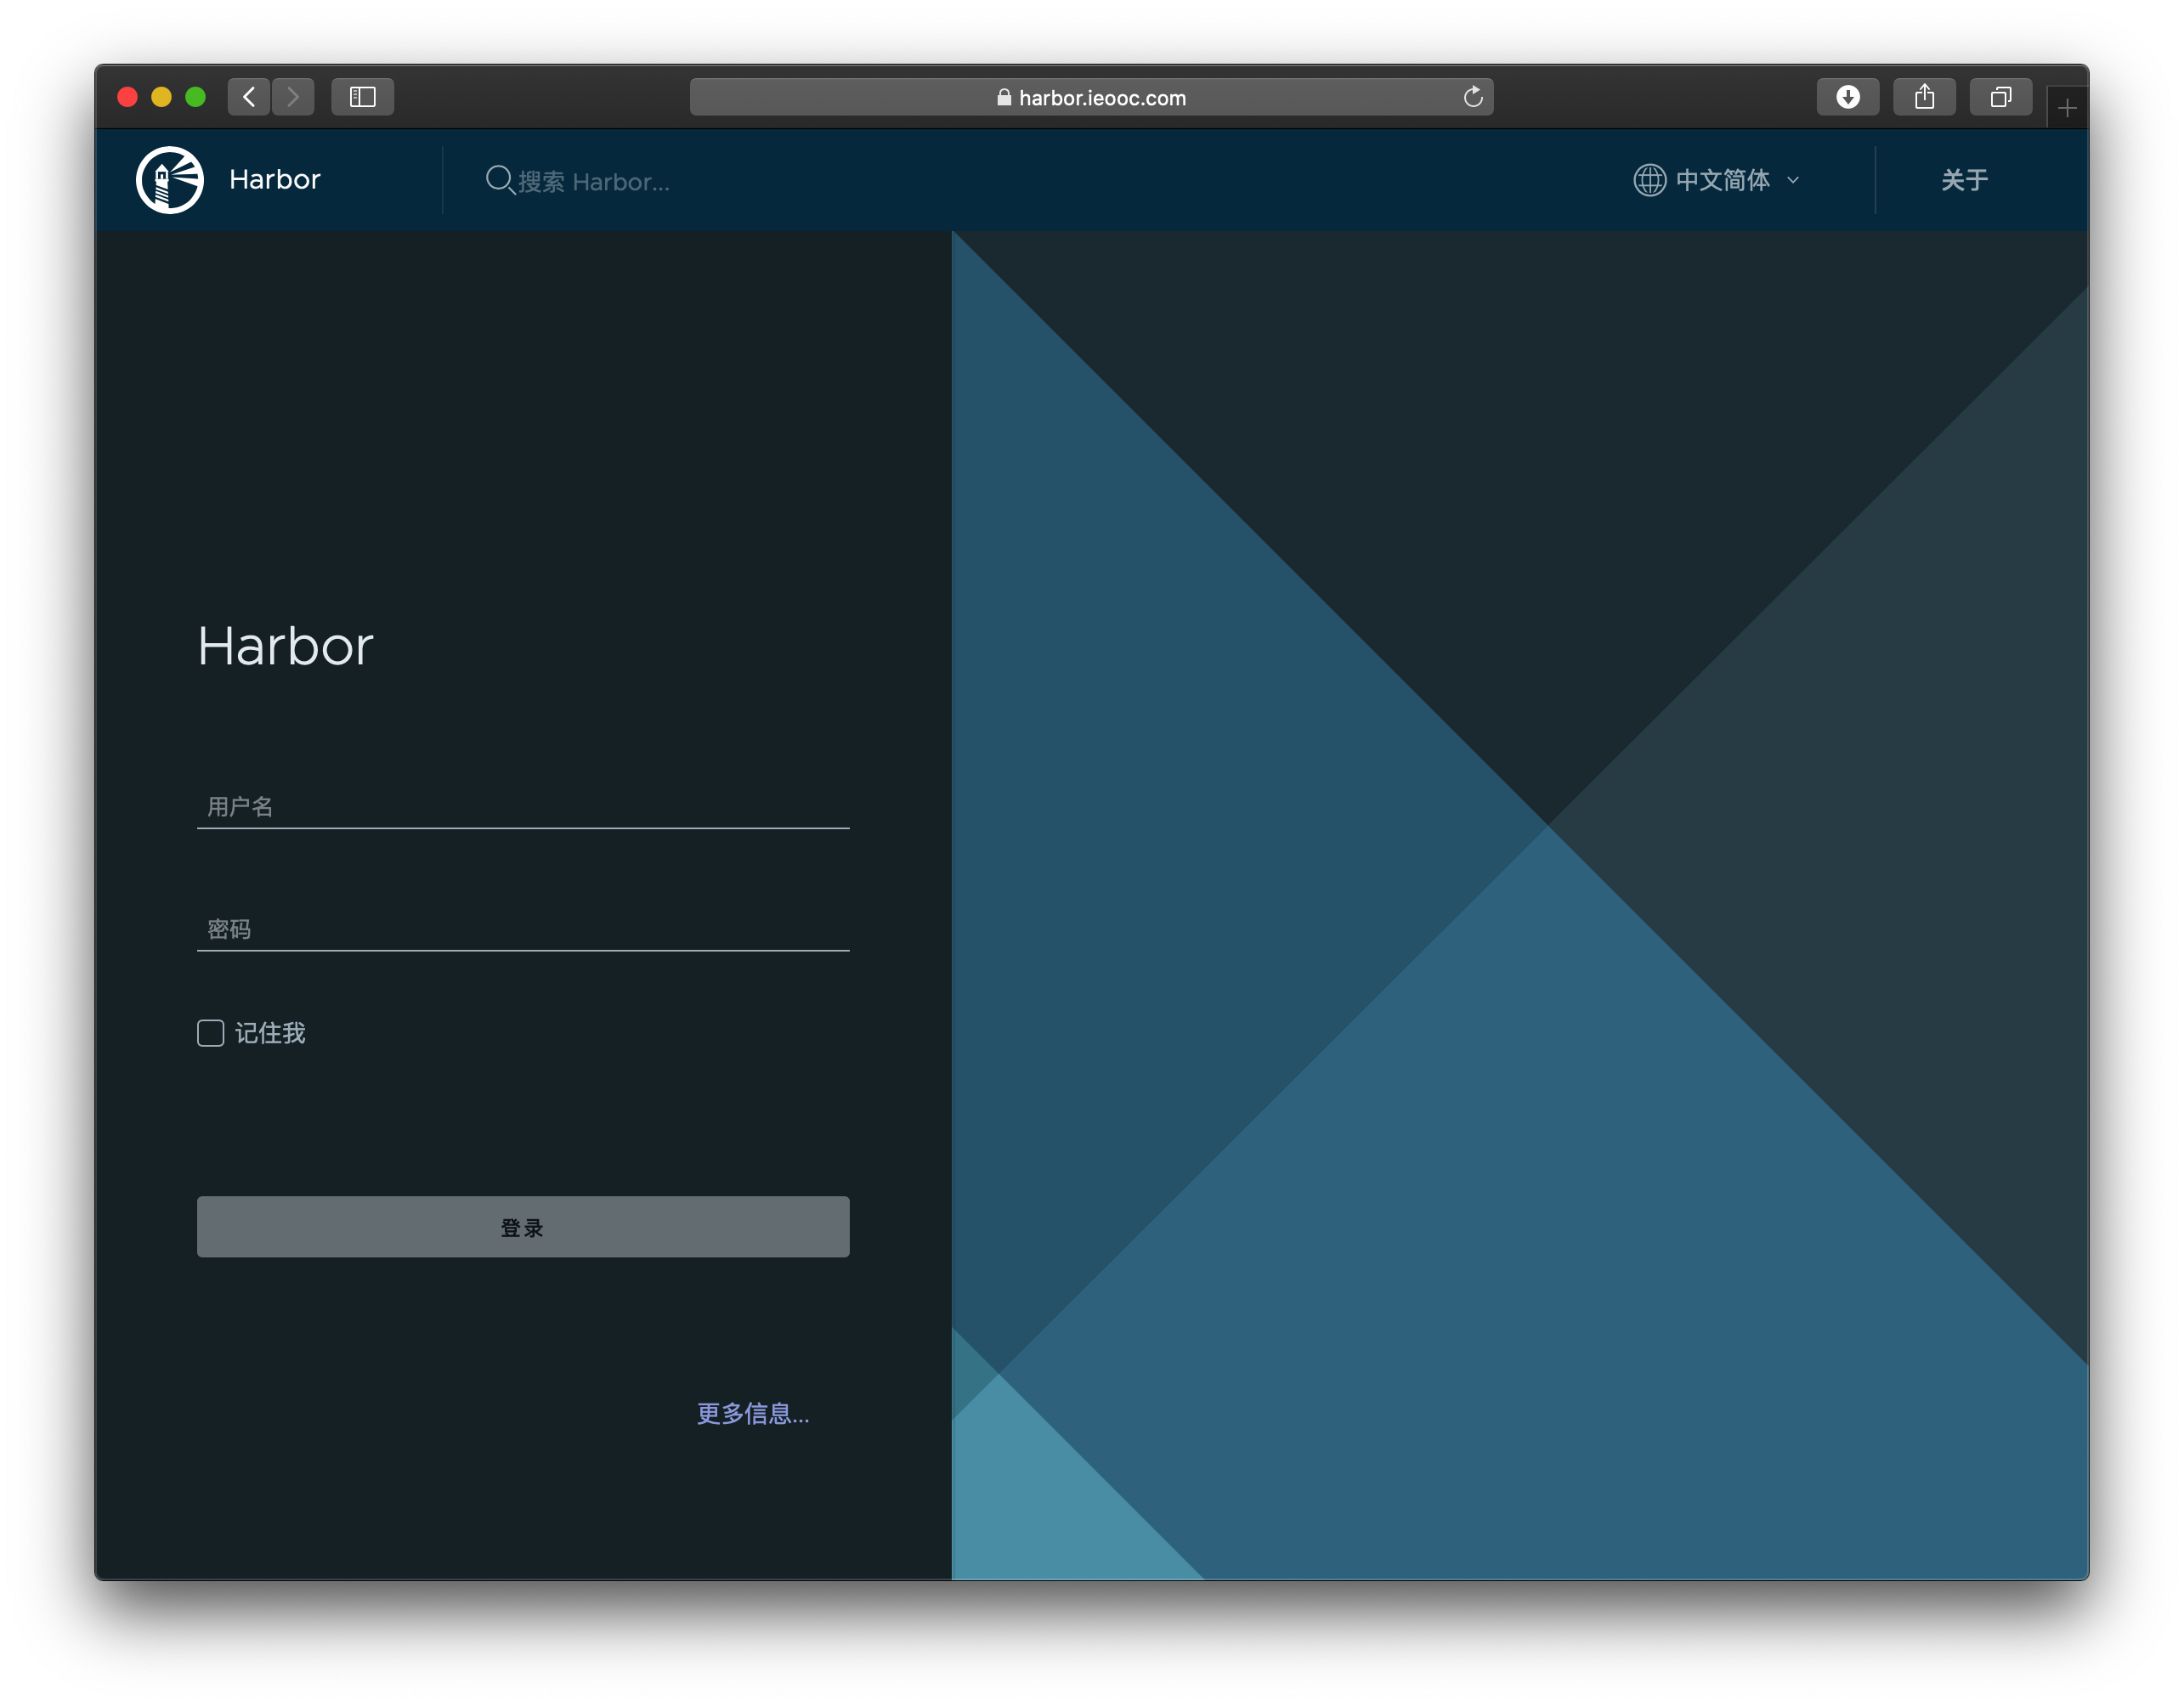 harbor.ieooc.com
Harbor
搜索 Harbor...
中文简体
关于
Harbor
用户名
密码
记住我
登录
更多信息...